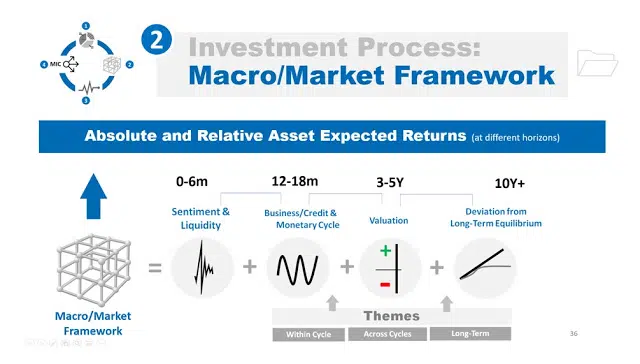 1
MIC
4
2
3
2
Investment Process:
Macro/Market Framework
Absolute and Relative Asset Expected Returns (at different horizons)
0-6m
12-18m
3-5Y
10Y+
Sentiment &
Liquidity
Business/Credit &
Monetary Cycle
Valuation
Deviation from
Long-Term Equilibrium
=
+
+
+
-
+
Macro/Market
Framework
Themes
Within Cycle
Across Cycles
Long-Term
36